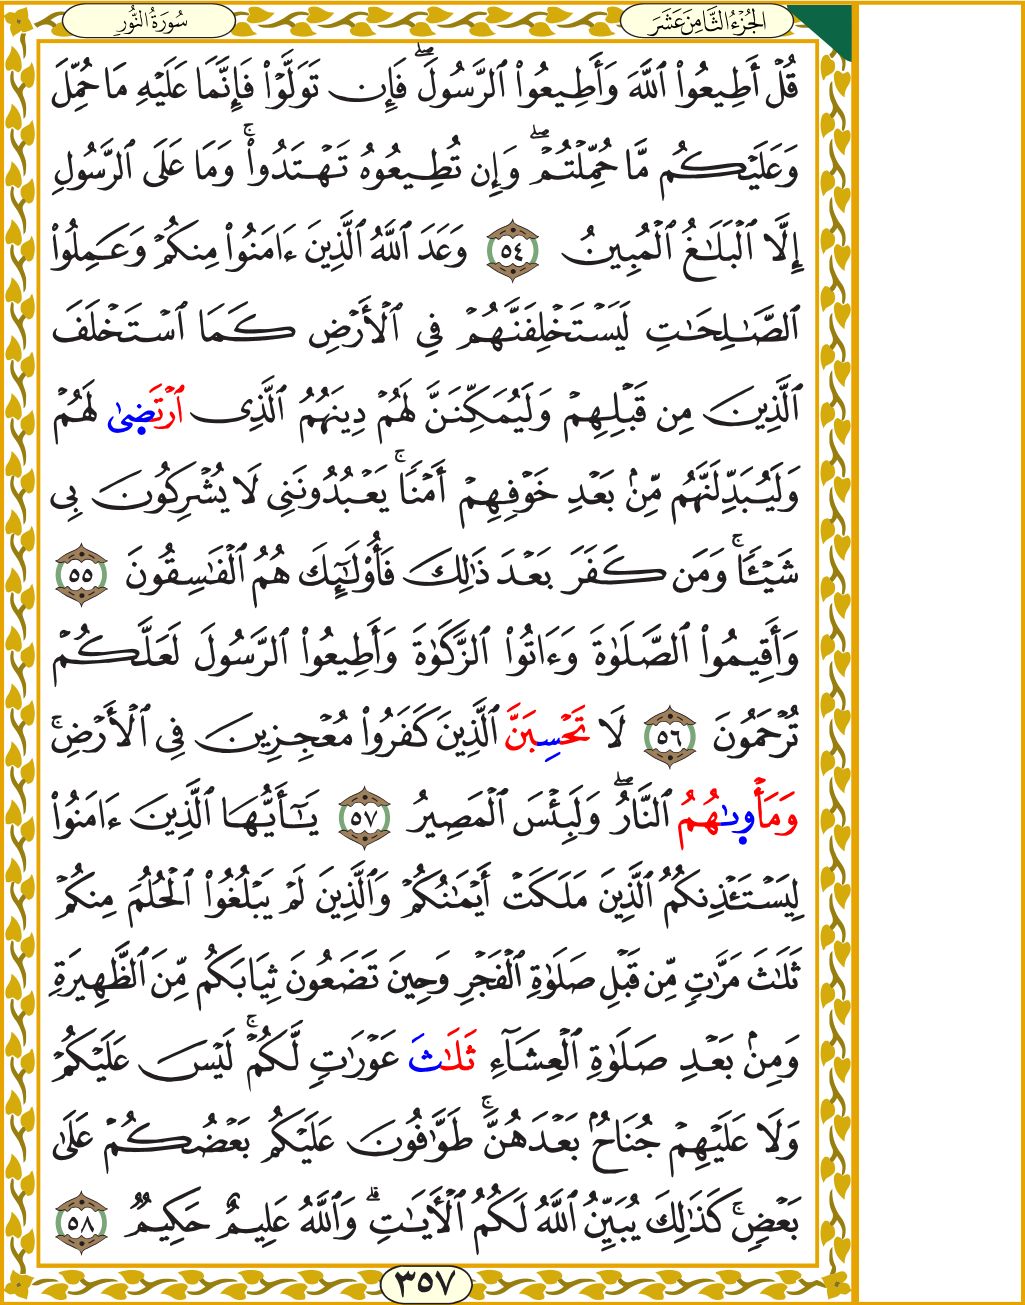 الجُزْءُ الثَّامِنَ عَشَرَ
سُورَةُ النُّورِ
قُلْ أَطِيعُوا۟ ٱللَّهَ وَأَطِيعُوا۟ ٱلرَّسُولَ ۖ فَإِن تَوَلَّوْا۟ فَإِنَّمَا عَلَيْهِ مَا حُمِّلَ
وَعَلَيْكُم مَّا حُمِّلْتُمْ ۖ وَإِن تُطِيعُوهُ تَهْتَدُوا۟ ۚ وَمَا عَلَى ٱلرَّسُولِ
إِلَّا ٱلْبَلَـٰغُ ٱلْمُبِينُ ٥٤ وَعَدَ ٱللَّهُ ٱلَّذِينَ ءَامَنُوا۟ مِنكُمْ وَعَمِلُوا۟
ٱلصَّـٰلِحَـٰتِ لَيَسْتَخْلِفَنَّهُمْ فِى ٱلْأَرْضِ كَمَا ٱسْتَخْلَفَ
ٱلَّذِينَ مِن قَبْلِهِمْ وَلَيُمَكِّنَنَّ لَهُمْ دِينَهُمُ ٱلَّذِى ٱرْتَضٜىٰ لَهُمْ
وَلَيُبَدِّلَنَّهُم مِّنۢ بَعْدِ خَوْفِهِمْ أَمْنًا ۚ يَعْبُدُونَنِى لَا يُشْرِكُونَ بِى
شَيْـًٔا ۚ وَمَن كَفَرَ بَعْدَ ذَٰلِكَ فَأُو۟لَـٰٓئِكَ هُمُ ٱلْفَـٰسِقُونَ ٥٥
وَأَقِيمُوا۟ ٱلصَّلَوٰةَ وَءَاتُوا۟ ٱلزَّكَوٰةَ وَأَطِيعُوا۟ ٱلرَّسُولَ لَعَلَّكُمْ
تُرْحَمُونَ ٥٦ لَا تَحْسِبَنَّ ٱلَّذِينَ كَفَرُوا۟ مُعْجِزِينَ فِى ٱلْأَرْضِ ۚ
وَمَأْوٜىٰهُمُ ٱلنَّارُ ۖ وَلَبِئْسَ ٱلْمَصِيرُ ٥٧ يَـٰٓأَيُّهَا ٱلَّذِينَ ءَامَنُوا۟
لِيَسْتَـْٔذِنكُمُ ٱلَّذِينَ مَلَكَتْ أَيْمَـٰنُكُمْ وَٱلَّذِينَ لَمْ يَبْلُغُوا۟ ٱلْحُلُمَ مِنكُمْ
ثَلَـٰثَ مَرَّٰتٍ مِّن قَبْلِ صَلَوٰةِ ٱلْفَجْرِ وَحِينَ تَضَعُونَ ثِيَابَكُم مِّنَ ٱلظَّهِيرَةِ
وَمِنۢ بَعْدِ صَلَوٰةِ ٱلْعِشَآءِ ثَلَـٰثَ عَوْرَٰتٍ لَّكُمْ ۚ لَيْسَ عَلَيْكُمْ
وَلَا عَلَيْهِمْ جُنَاحٌۢ بَعْدَهُنَّ ۚ طَوَّٰفُونَ عَلَيْكُم بَعْضُكُمْ عَلَىٰ
بَعْضٍ ۚ كَذَٰلِكَ يُبَيِّنُ ٱللَّهُ لَكُمُ ٱلْـَٔايَـٰتِ ۗ وَٱللَّهُ عَلِيمٌ حَكِيمٌ ٥٨
٣٥٧